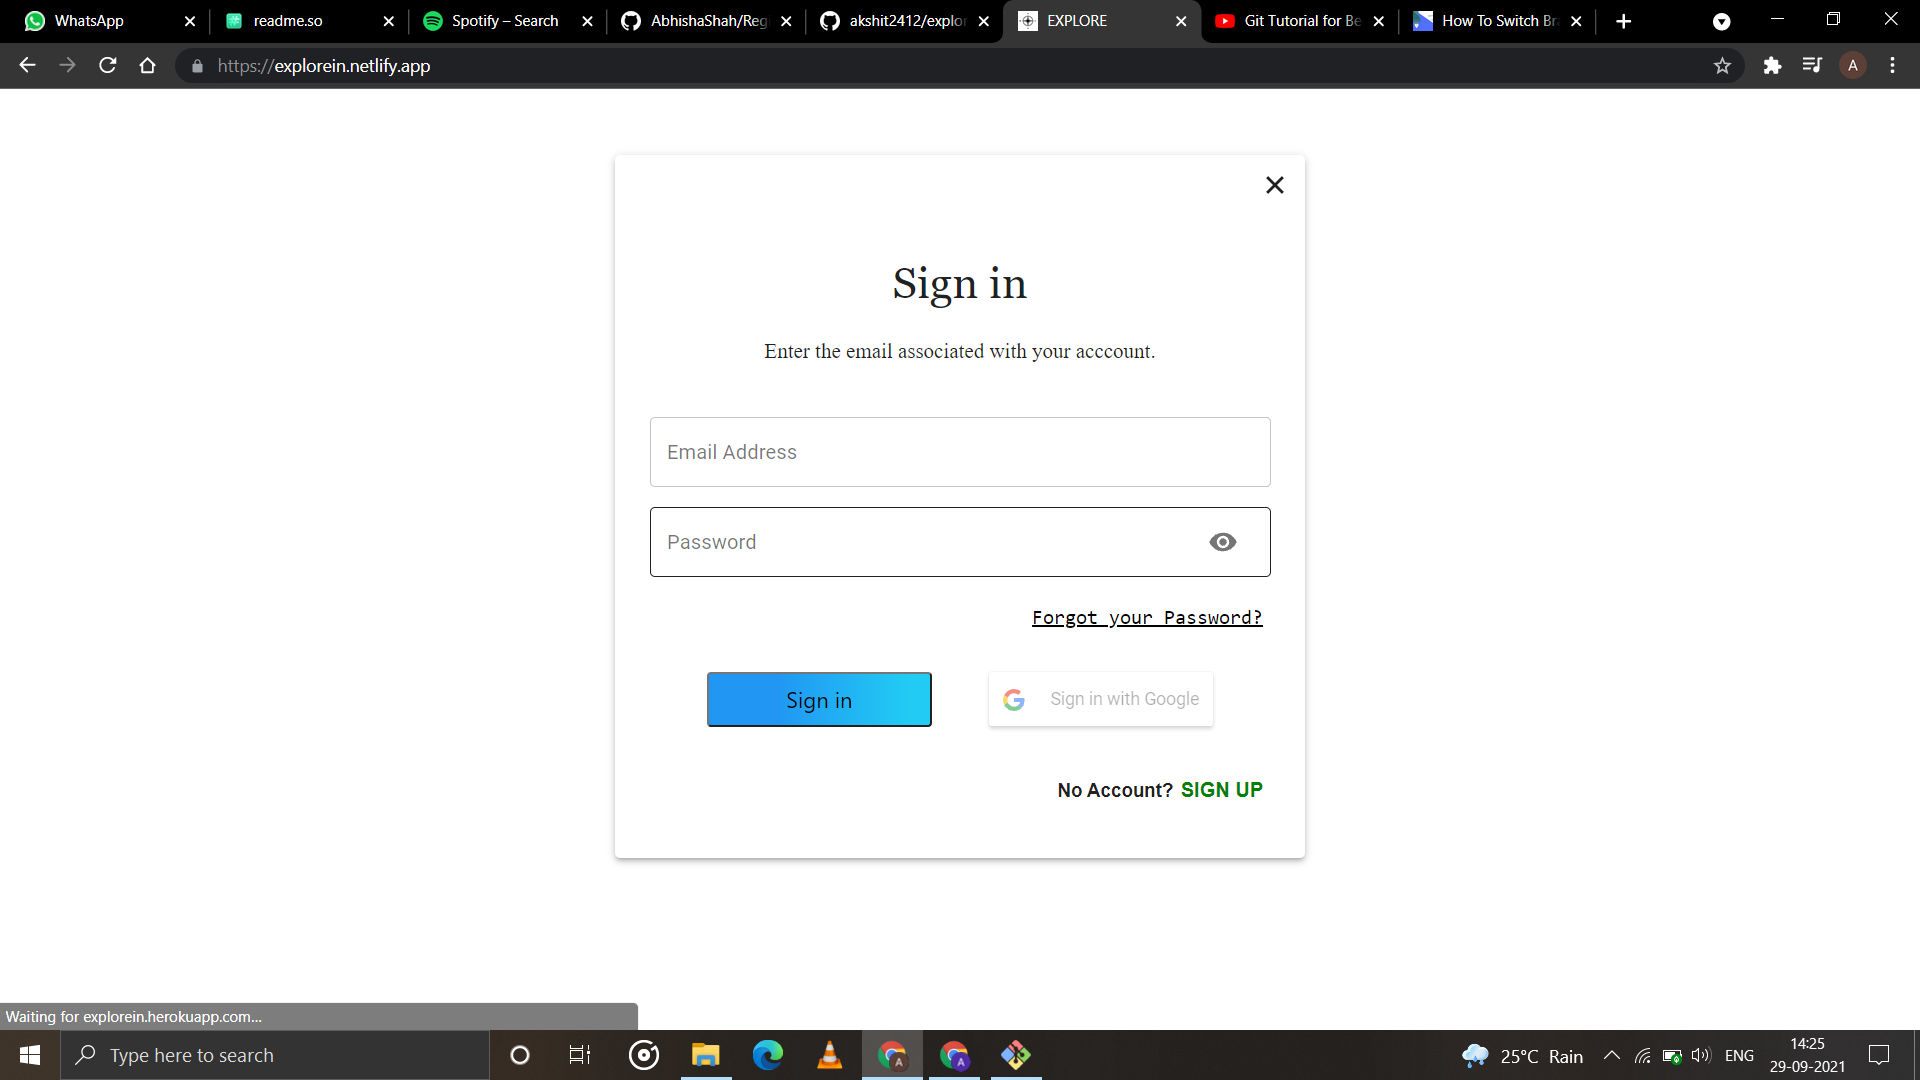 WhatsApp
readme.so
Spotify – Search
AbhishaShah/Reg
akshit2412/explor
EXPLORE
Git Tutorial for Be
How To Switch Bra
https://explorein.netlify.app
A
Sign in
Enter the email associated with your acccount.
Email Address
Password
Forgot your Password?
Sign in
Sign in with Google
No Account? SIGN UP
Waiting for explorein.herokuapp.com...
Type here to search
A
A
25°C Rain
ENG
14:25
29-09-2021